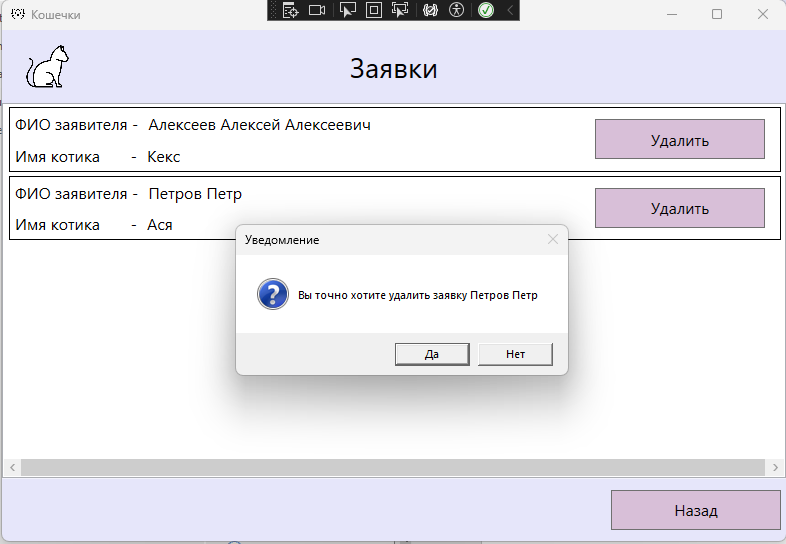 Кошечки
Заявки
ФИО заявителя - Алексеев Алексей Алексеевич
Имя котика - Кекс
Удалить
ФИО заявителя - Петров Петр
Имя котика - Ася
Удалить
Уведомление
Вы точно хотите удалить заявку Петров Петр
Да
Нет
Назад